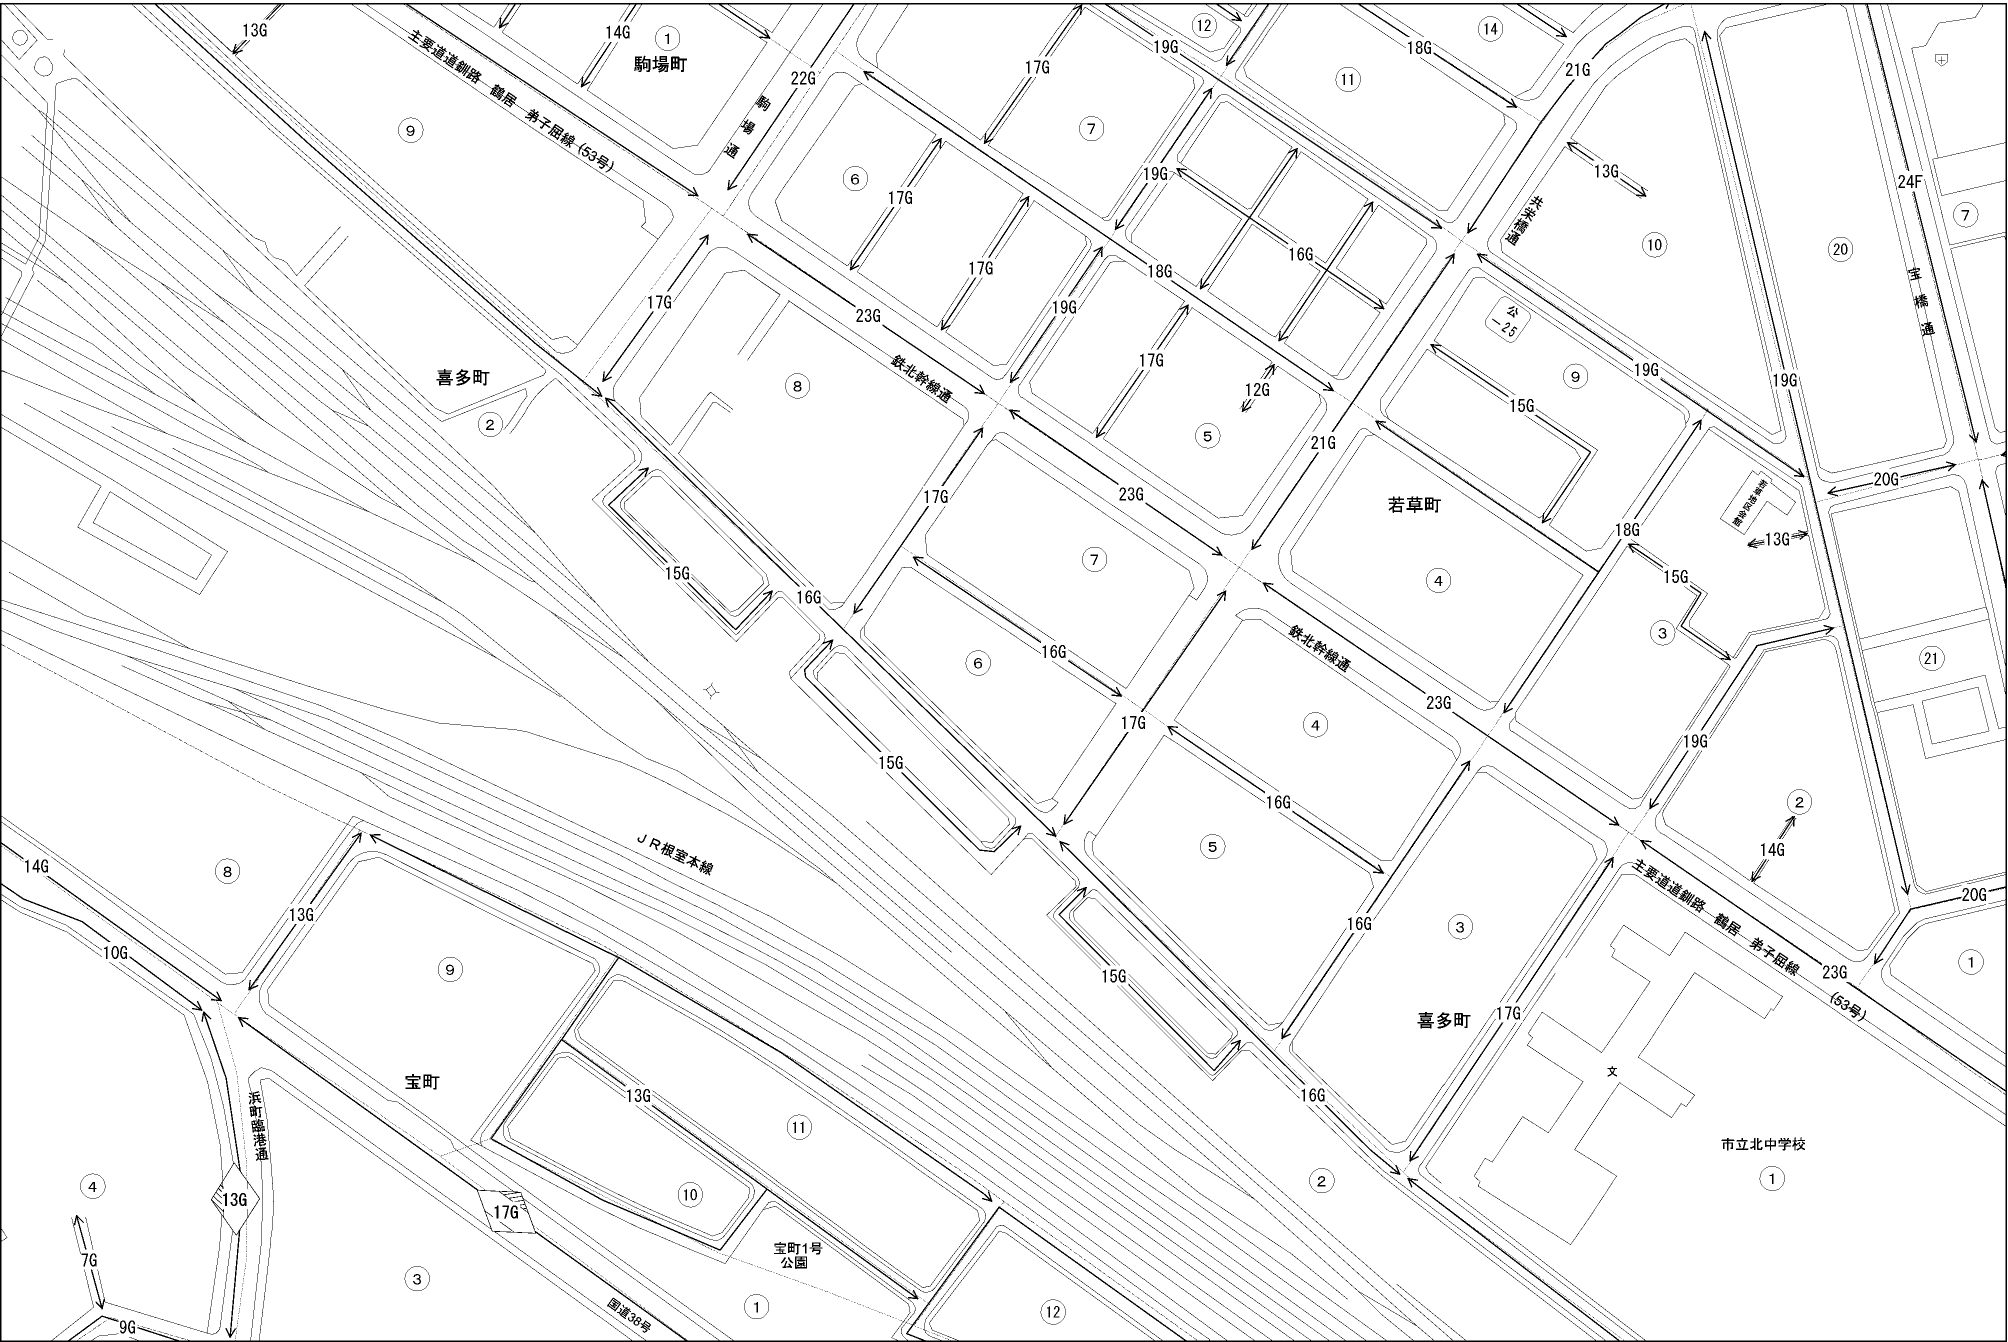 13G
14G
①
駒場町
主要道道釧路 鶴居 弟子屈線 (53号)
22G
駒場通
19G
⑫
18G
⑭
21G
17G
⑪
⑨
⑦
⑥
17G
17G
19G
13G
24F
⑦
共栄橋通
⑩
⑳
宝橋通
16G
18G
17G
23G
19G
公
-25
喜多町
②
⑧
鉄北幹線通
17G
12G
⑤
21G
⑨
15G
19G
19G
17G
23G
若草町
若草地区会館
20G
18G
13G
15G
16G
⑦
④
15G
③
⑥
16G
鉄北幹線通
㉑
17G
④
23G
19G
15G
16G
②
14G
⑤
JR根室本線
14G
⑧
13G
10G
⑨
16G
③
主要道道釧路 鶴居 弟子屈線
(53号)
23G
20G
①
15G
喜多町
17G
文
宝町
13G
⑪
16G
浜町臨港通
市立北中学校
①
②
④
13G
⑩
17G
宝町1号
公園
7G
③
国道38号
①
⑫
9G